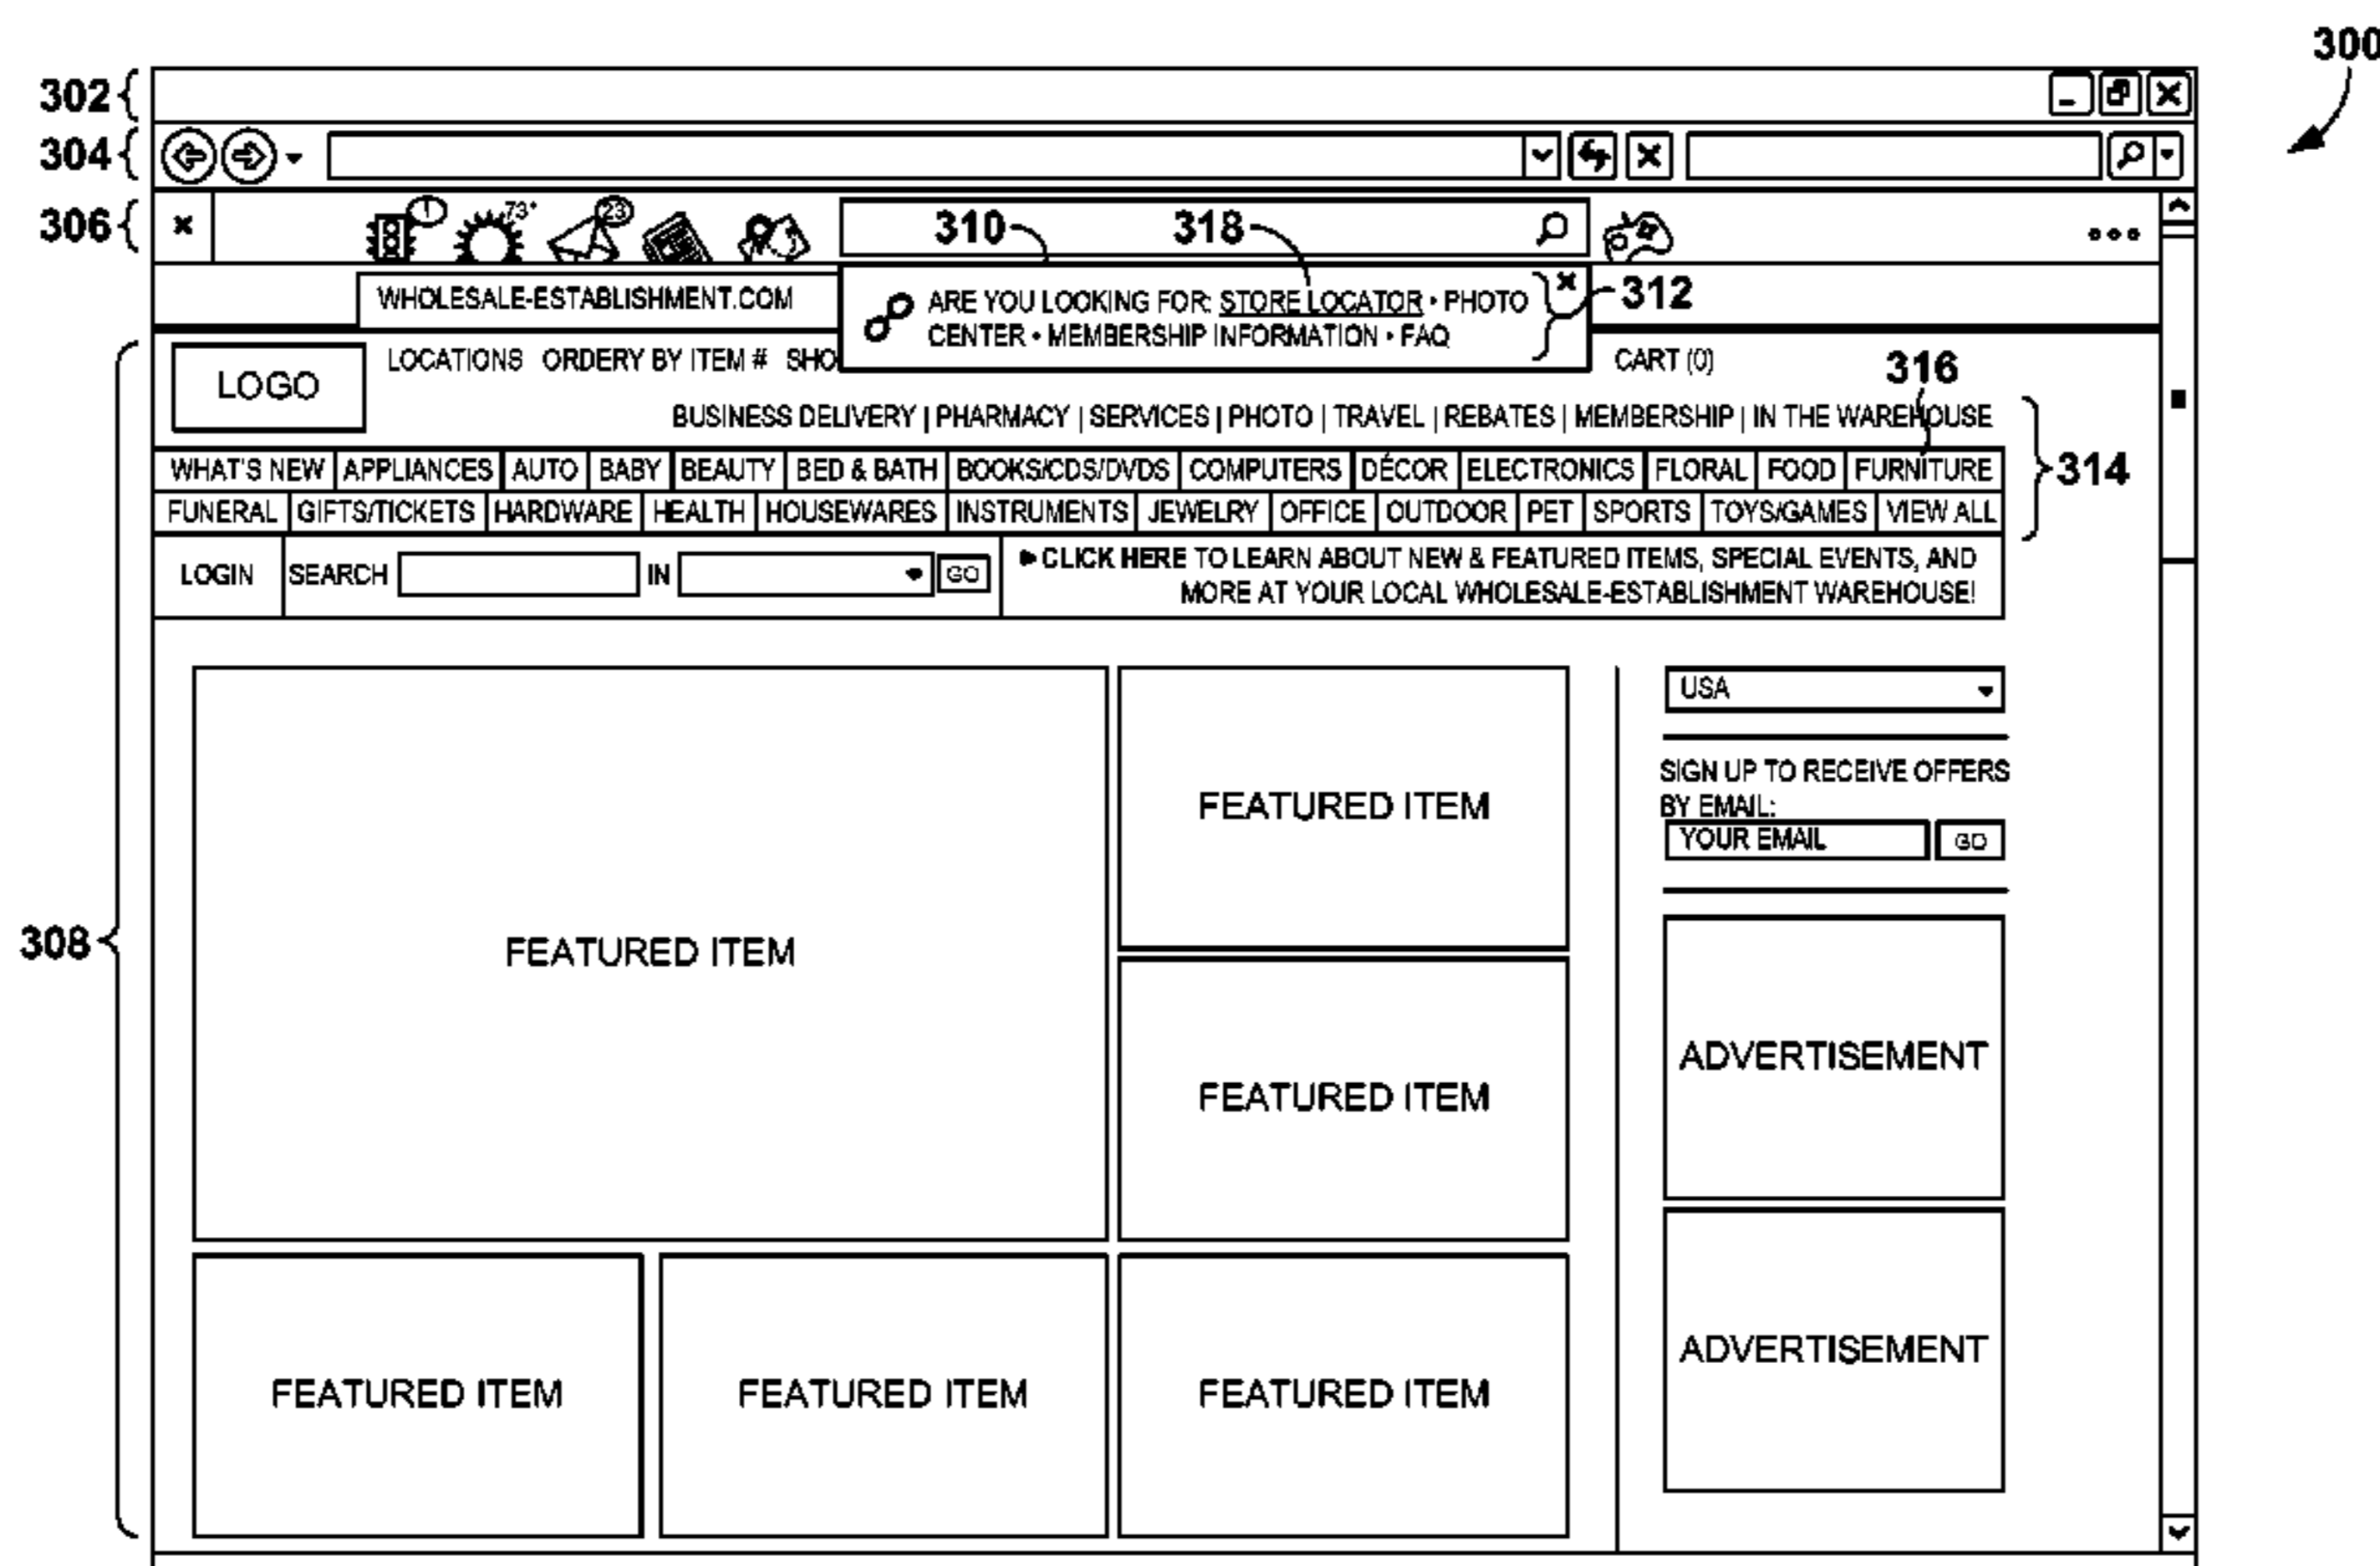 300
302
304
306
73°
23
310
318
WHOLESALE-ESTABLISHMENT.COM
ARE YOU LOOKING FOR: STORE LOCATOR • PHOTO
CENTER • MEMBERSHIP INFORMATION • FAQ
312
LOGO
LOCATIONS ORDERY BY ITEM # SHO
CART (0)
316
BUSINESS DELIVERY | PHARMACY | SERVICES | PHOTO | TRAVEL | REBATES | MEMBERSHIP | IN THE WAREHOUSE
WHAT'S NEW APPLIANCES AUTO BABY BEAUTY BED & BATH BOOKS/CDS/DVDS COMPUTERS DÉCOR ELECTRONICS FLORAL FOOD FURNITURE
314
FUNERAL GIFTS/TICKETS HARDWARE HEALTH HOUSEWARES INSTRUMENTS JEWELRY OFFICE OUTDOOR PET SPORTS TOYS/GAMES VIEW ALL
LOGIN SEARCH IN GO
CLICK HERE TO LEARN ABOUT NEW & FEATURED ITEMS, SPECIAL EVENTS, AND
MORE AT YOUR LOCAL WHOLESALE-ESTABLISHMENT WAREHOUSE!
USA
SIGN UP TO RECEIVE OFFERS
BY EMAIL:
YOUR EMAIL GO
308
FEATURED ITEM
FEATURED ITEM
FEATURED ITEM
ADVERTISEMENT
FEATURED ITEM
FEATURED ITEM
FEATURED ITEM
ADVERTISEMENT